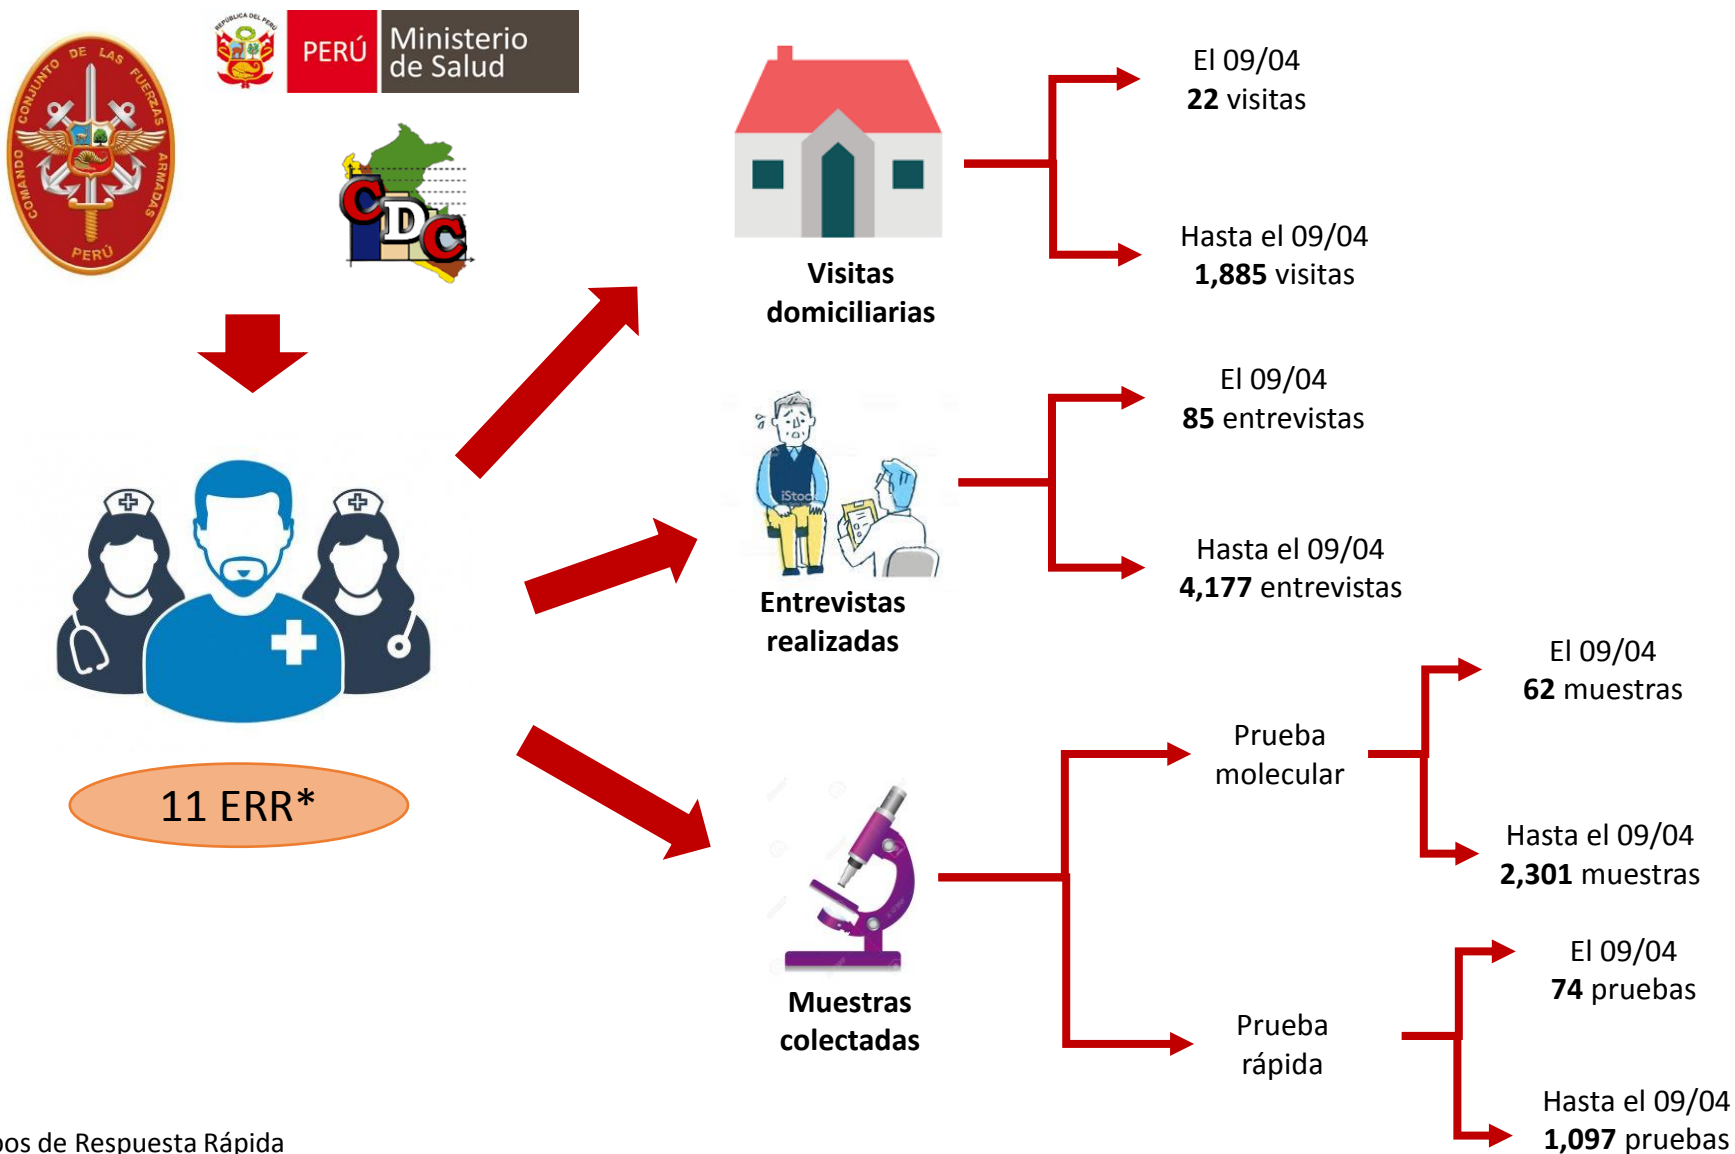 COMANDO CONJUNTO DE LAS FUERZAS ARMADAS
PERÚ
REPÚBLICA DEL PERÚ
PERÚ
Ministerio
de Salud
CDC
11 ERR*
Visitas
domiciliarias
El 09/04
22 visitas
Hasta el 09/04
1,885 visitas
iStock
Entrevistas
realizadas
El 09/04
85 entrevistas
Hasta el 09/04
4,177 entrevistas
Muestras
colectadas
Prueba
molecular
El 09/04
62 muestras
Hasta el 09/04
2,301 muestras
Prueba
rápida
El 09/04
74 pruebas
Hasta el 09/04
1,097 pruebas
pos de Respuesta Rápida